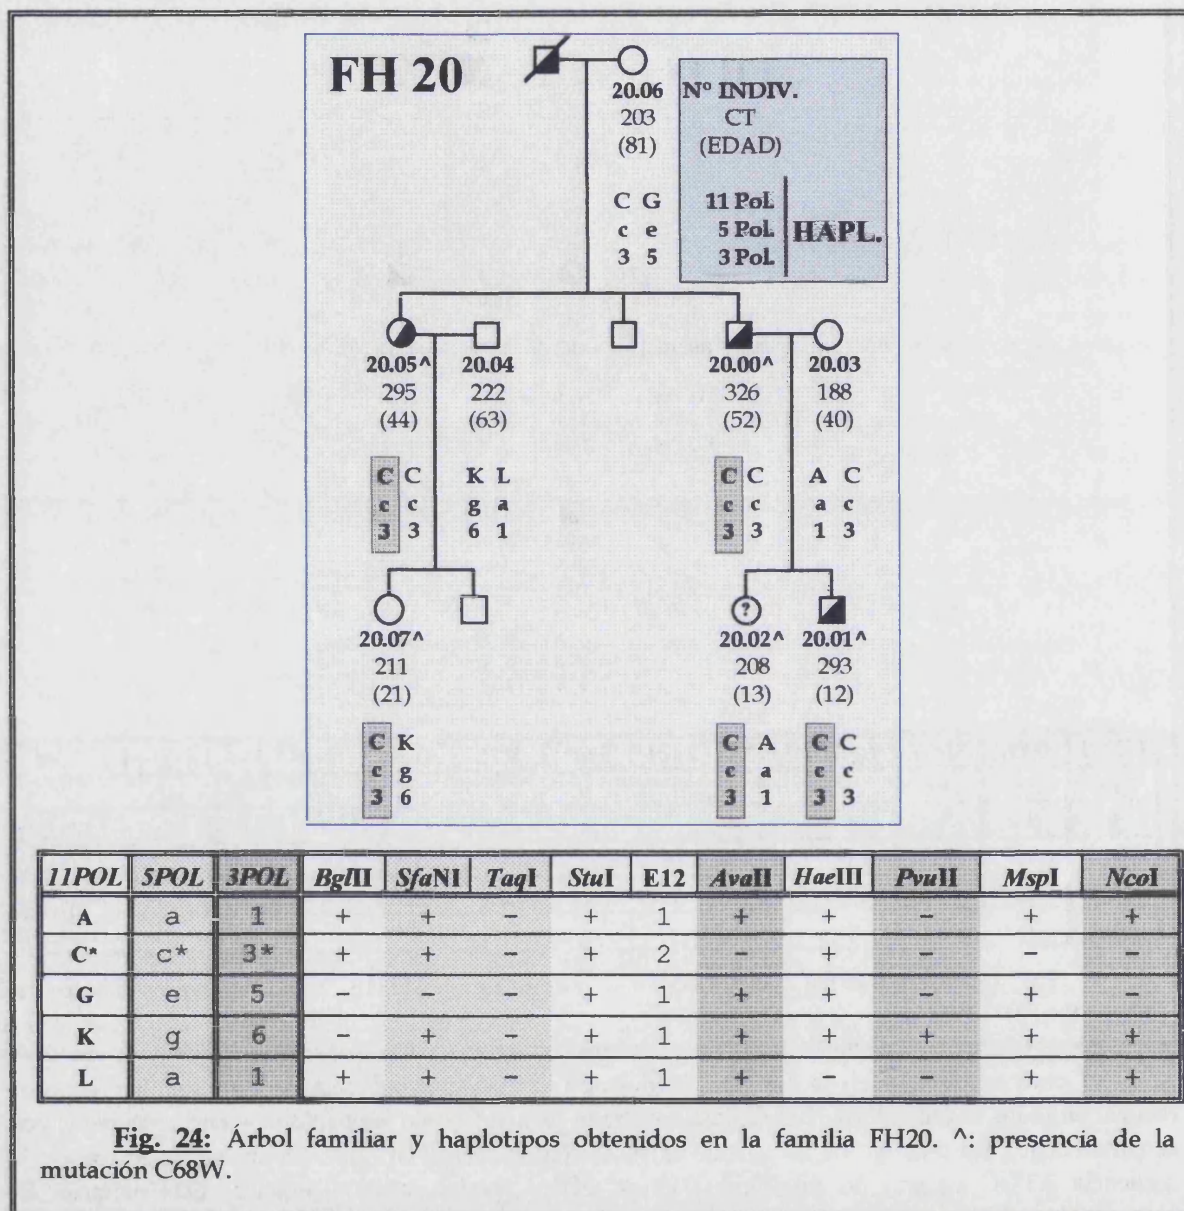 FH 20
20.06 Nº INDIV.
203 CT
(81) (EDAD)
C G 11 Pol.
c e 5 Pol. HAPL.
3 5 3 Pol.
20.05^ 20.04 20.00^ 20.03
295 222 326 188
(44) (63) (52) (40)
C C K L C C A C
c c g a c c a c
3 3 6 1 3 3 1 3
?
20.07^ 20.02^ 20.01^
211 208 293
(21) (13) (12)
C K C A C C
c g c a c c
3 6 3 1 3 3
11POL 5POL 3POL BglII SfaNI TaqI StuI E12 AvaII HaeIII PvuII MspI NcoI
A a 1 + + − + 1 + + − + +
C* c* 3* + + − + 2 − + − − −
G e 5 − − − + 1 + + − + −
K g 6 − + − + 1 + + + + +
L a 1 + + − + 1 + − − + +
Fig. 24: Árbol familiar y haplotipos obtenidos en la familia FH20. ^: presencia de la
mutación C68W.